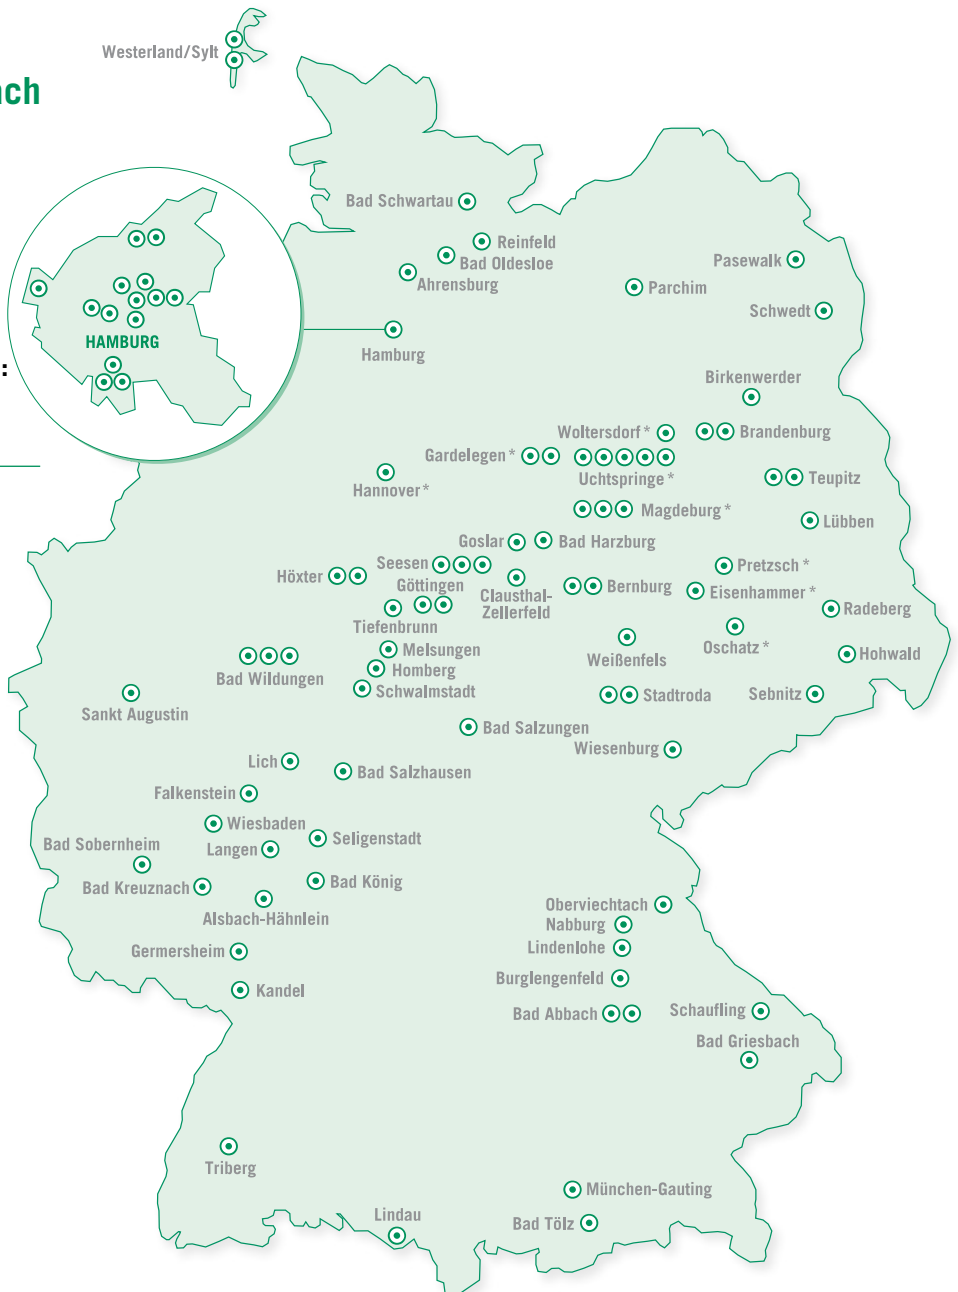 Westerland/Sylt
ach
Bad Schwartau
Reinfeld
Bad Oldesloe
Ahrensburg
Pasewalk
Parchim
Schwedt
HAMBURG
Hamburg
:
Birkenwerder
Woltersdorf *
Brandenburg
Gardelegen *
Uchtspringe *
Teupitz
Hannover *
Magdeburg *
Lübben
Goslar
Bad Harzburg
Seesen
Pretzsch *
Höxter
Göttingen
Clausthal-
Zellerfeld
Bernburg
Eisenhammer *
Radeberg
Tiefenbrunn
Oschatz *
Melsungen
Weißenfels
Hohwald
Homberg
Bad Wildungen
Schwalmstadt
Stadtroda
Sebnitz
Sankt Augustin
Bad Salzungen
Wiesenburg
Lich
Bad Salzhausen
Falkenstein
Wiesbaden
Seligenstadt
Bad Sobernheim
Langen
Bad Kreuznach
Bad König
Alsbach-Hähnlein
Oberviechtach
Nabburg
Germersheim
Lindenlohe
Burglengenfeld
Kandel
Bad Abbach
Schaufling
Bad Griesbach
Triberg
München-Gauting
Lindau
Bad Tölz